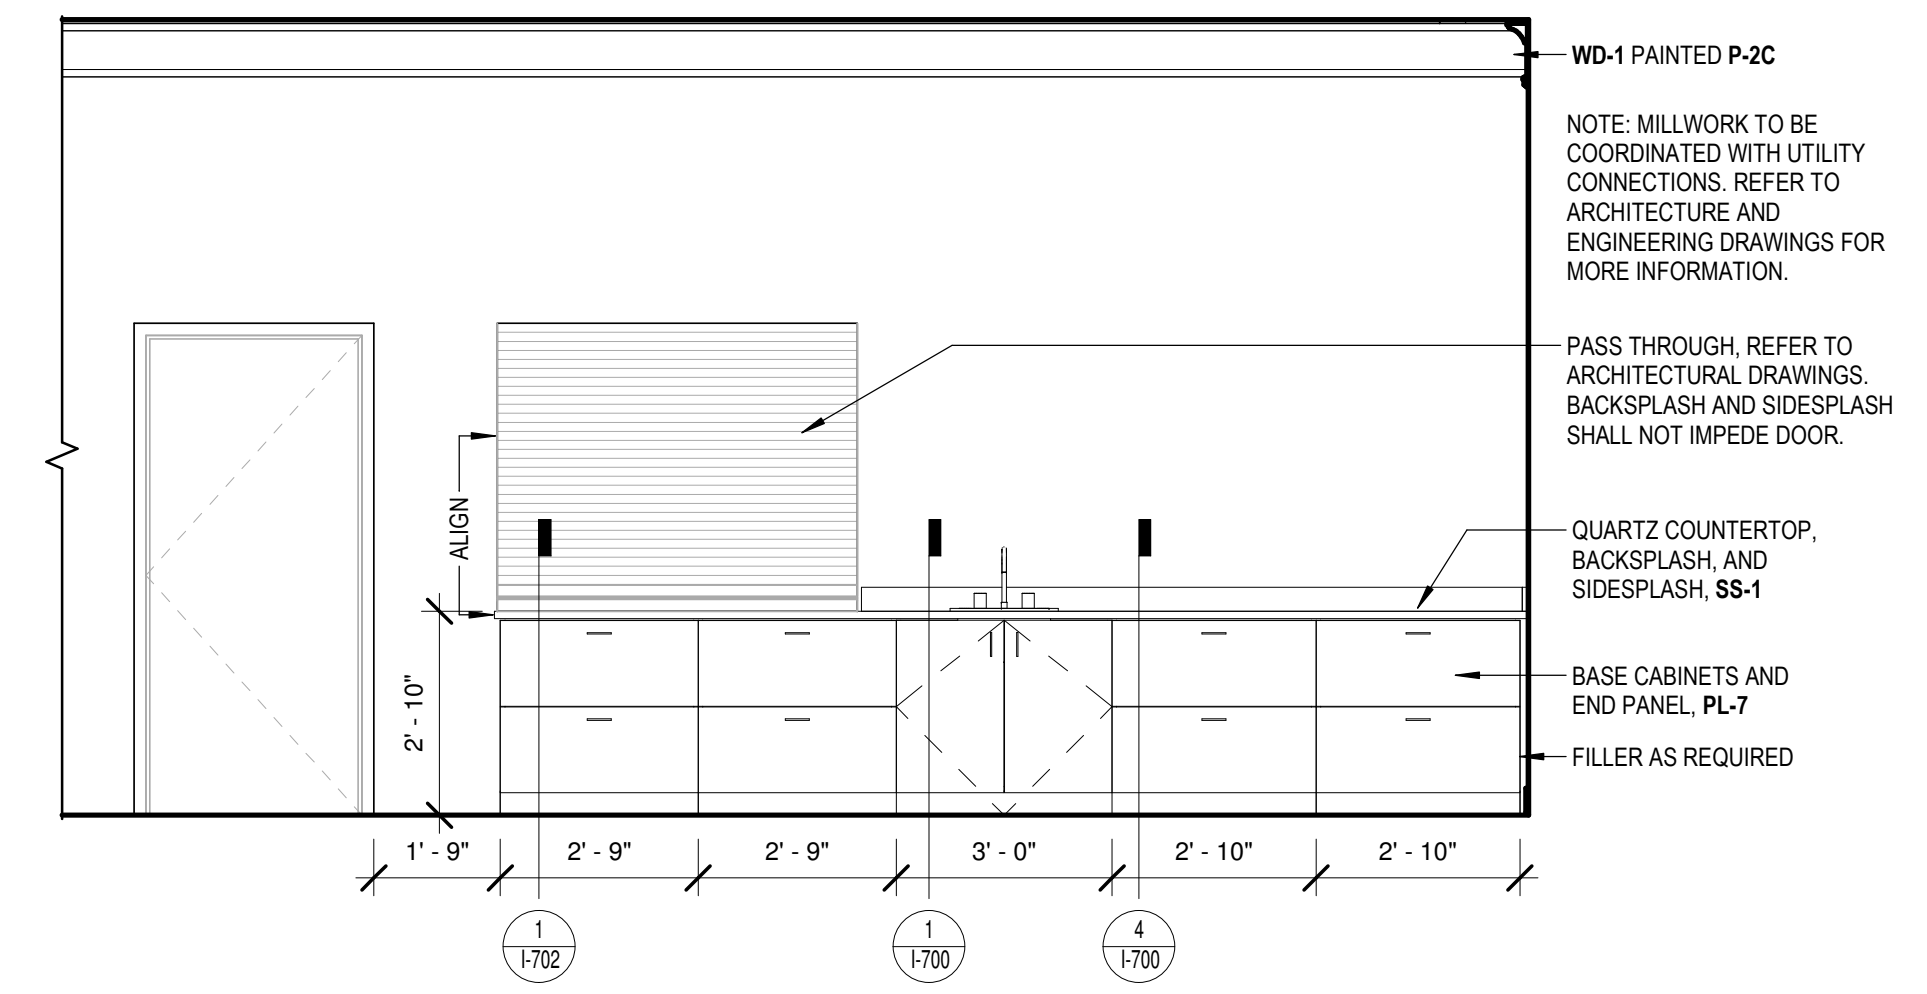 WD-1 PAINTED P-2C
NOTE: MILLWORK TO BE
COORDINATED WITH UTILITY
CONNECTIONS. REFER TO
ARCHITECTURE AND
ENGINEERING DRAWINGS FOR
MORE INFORMATION.
PASS THROUGH, REFER TO
ARCHITECTURAL DRAWINGS.
BACKSPLASH AND SIDESPLASH
SHALL NOT IMPEDE DOOR.
ALIGN
QUARTZ COUNTERTOP,
BACKSPLASH, AND
SIDESPLASH, SS-1
2' - 10"
BASE CABINETS AND
END PANEL, PL-7
FILLER AS REQUIRED
1' - 9"
2' - 9"
2' - 9"
3' - 0"
2' - 10"
2' - 10"
1
I-702
1
I-700
4
I-700